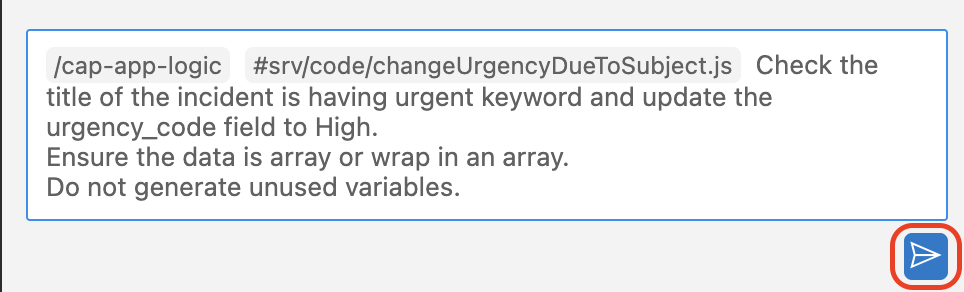 /cap-app-logic #srv/code/changeUrgencyDueToSubject.js Check the
title of the incident is having urgent keyword and update the
urgency_code field to High.
Ensure the data is array or wrap in an array.
Do not generate unused variables.